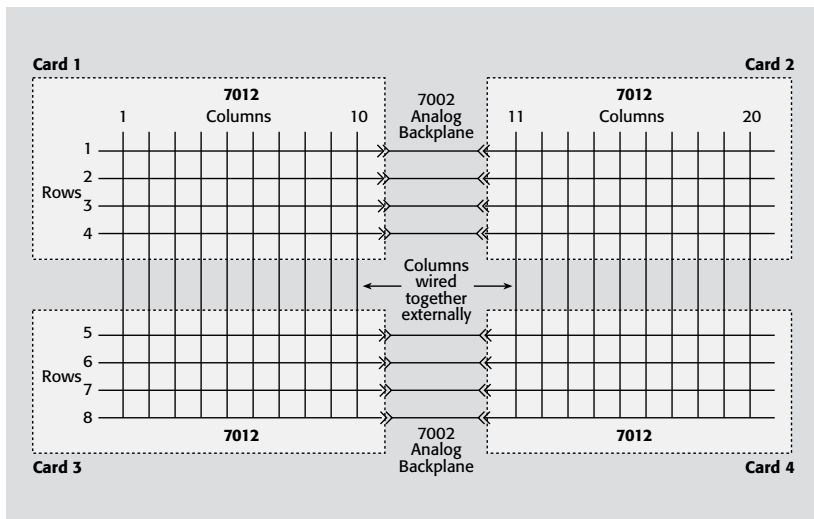 Card 1
Card 2
7012
1
Columns
10
7002
Analog
Backplane
7012
11
Columns
20
1
2
Rows
3
4
Columns
wired
together
externally
5
6
Rows
7
8
7012
7002
Analog
Backplane
7012
Card 3
Card 4